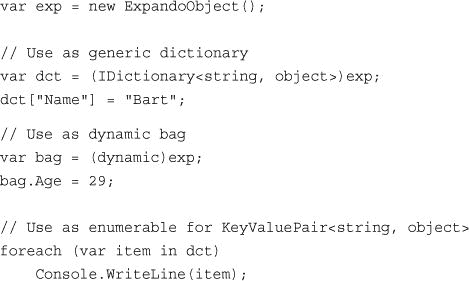 var exp = new ExpandoObject();
// Use as generic dictionary
var dct = (IDictionary<string, object>)exp;
dct["Name"] = "Bart";
// Use as dynamic bag
var bag = (dynamic)exp;
bag.Age = 29;
// Use as enumerable for KeyValuePair<string, object>
foreach (var item in dct)
    Console.WriteLine(item);